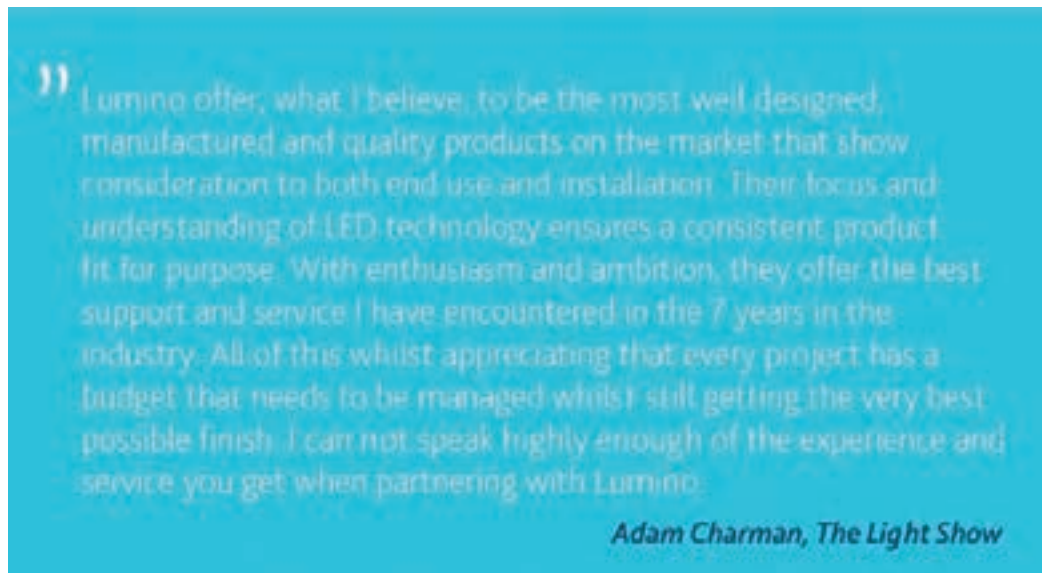 ”
Lumino offer, what I believe, to be the most well designed,
manufactured and quality products on the market that show
consideration to both end use and installation. Their focus and
understanding of LED technology ensures a consistent product
fit for purpose. With enthusiasm and ambition, they offer the best
support and service I have encountered in the 7 years in the
industry. All of this whilst appreciating that every project has a
budget that needs to be managed whilst still getting the very best
possible finish. I can not speak highly enough of the experience and
service you get when partnering with Lumino.
Adam Charman, The Light Show